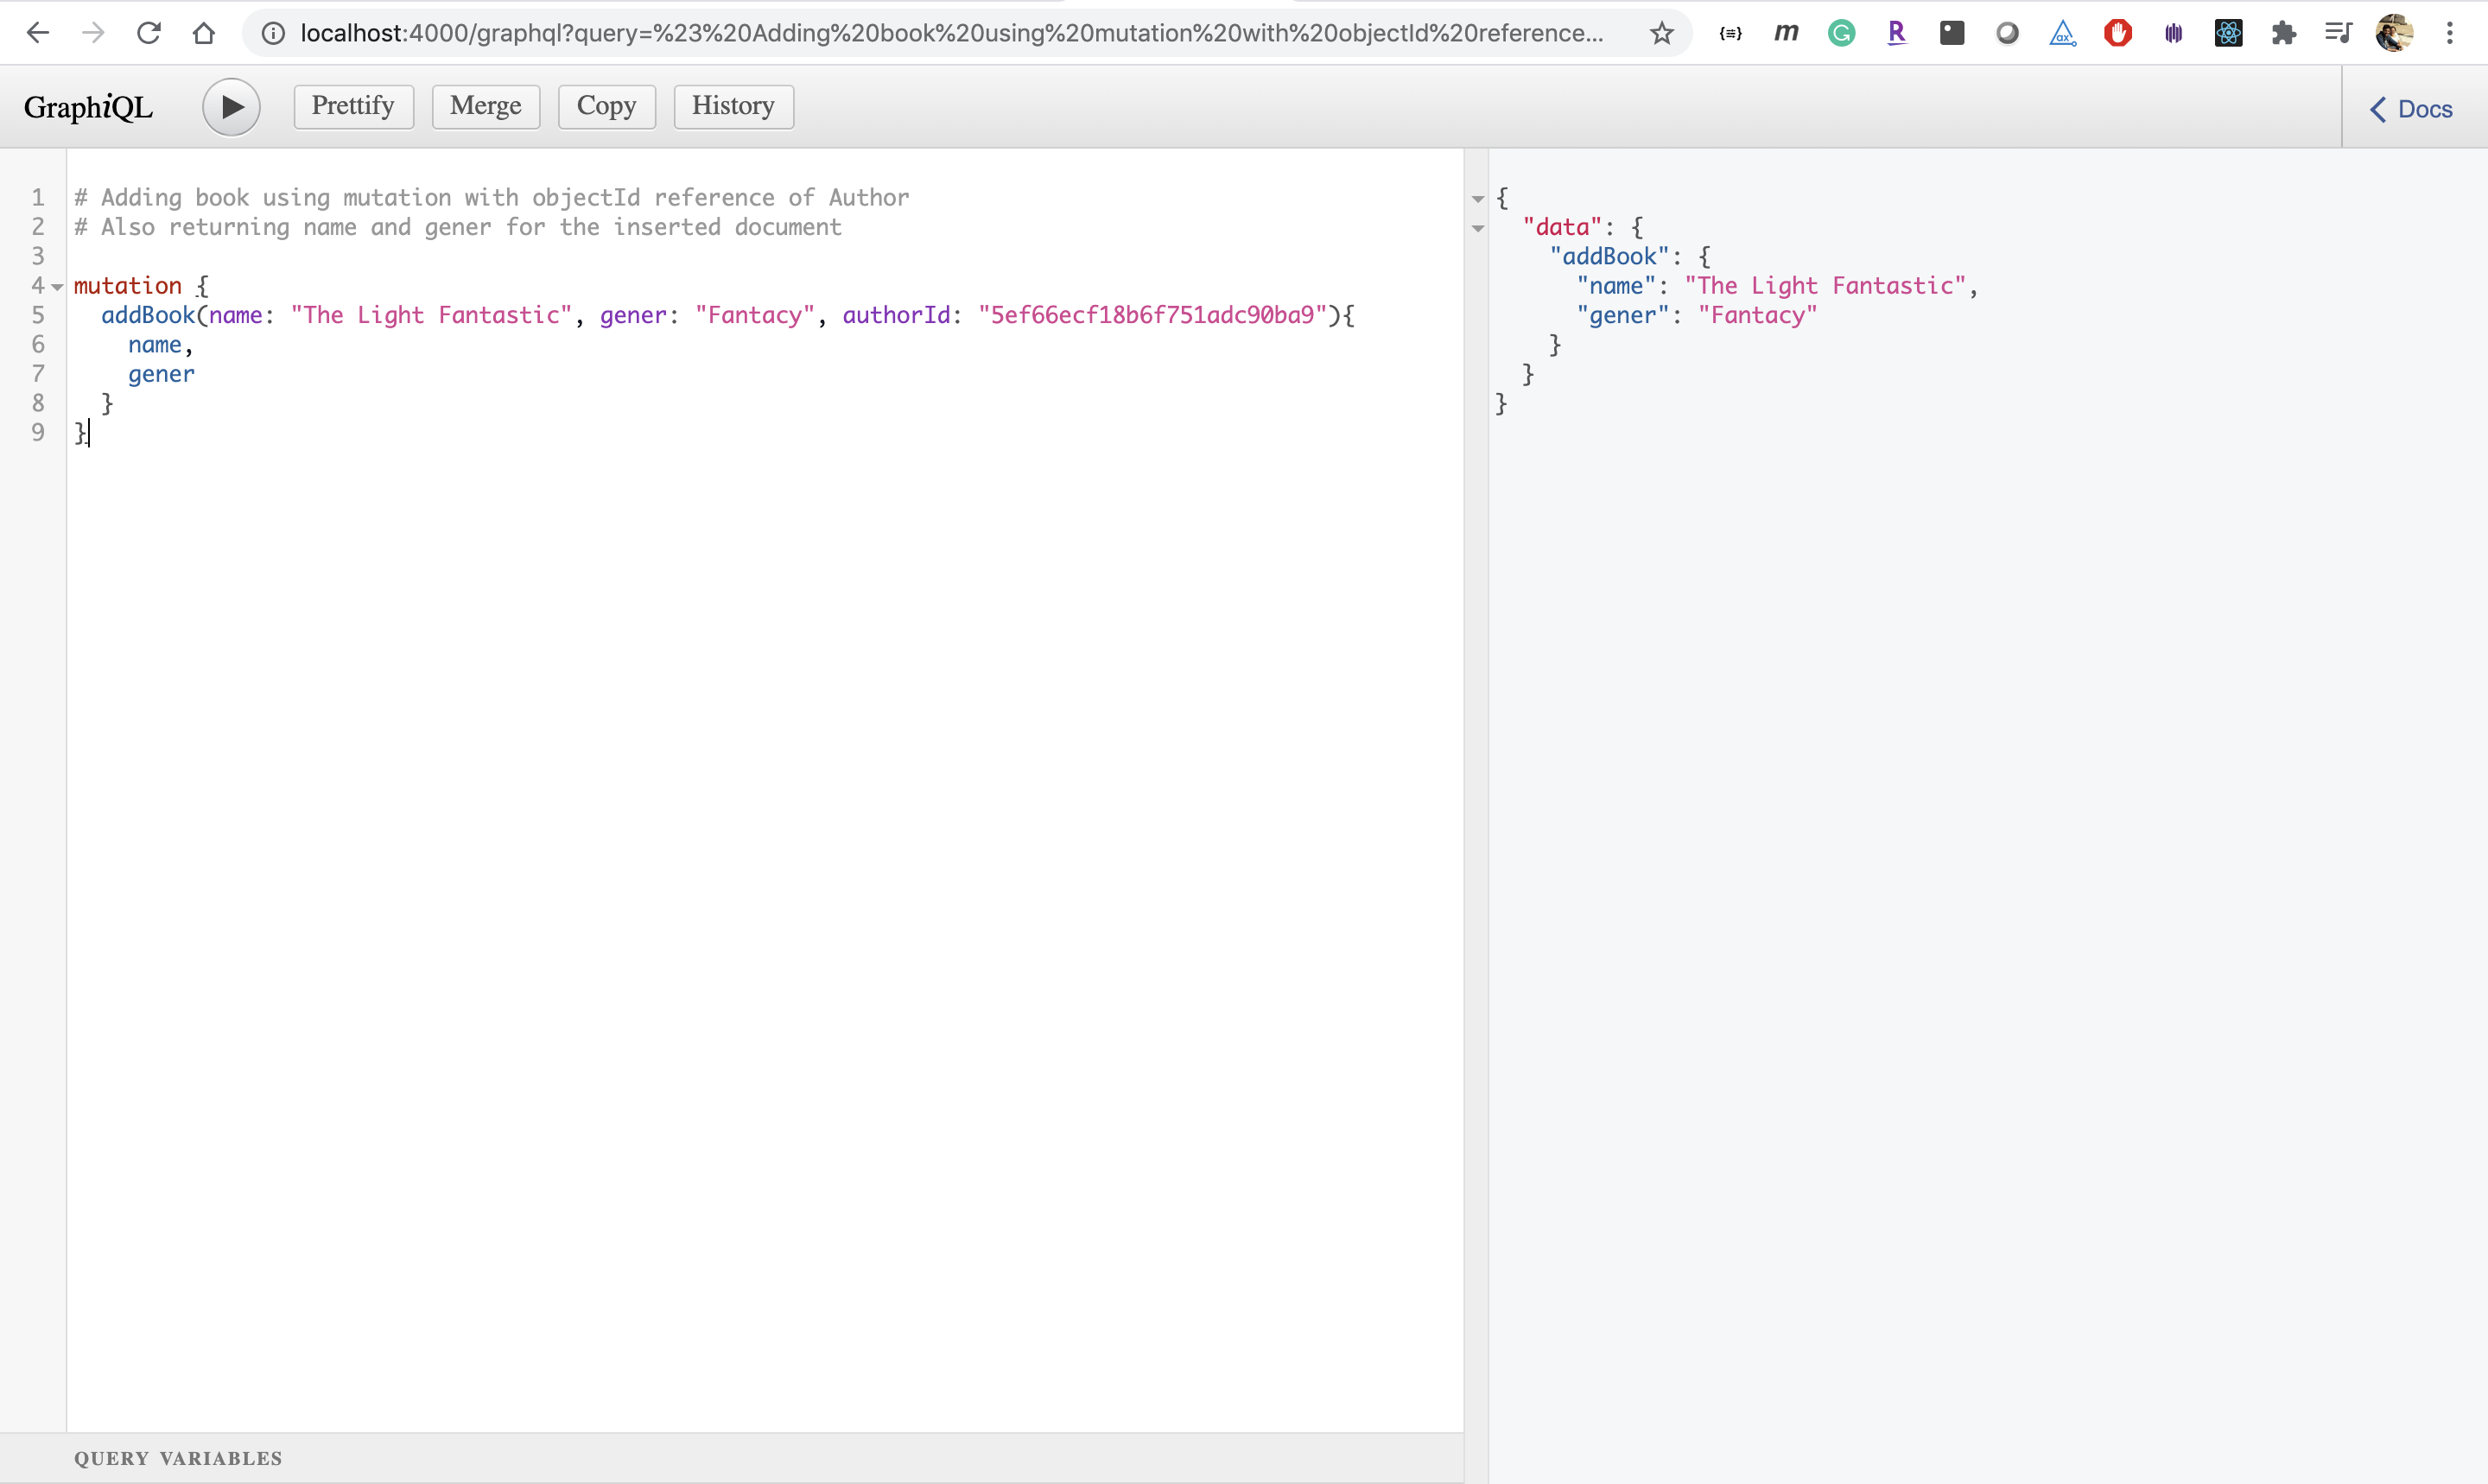 localhost:4000/graphql?query=%23%20Adding%20book%20using%20mutation%20with%20objectId%20reference...
GraphiQL Prettify Merge Copy History Docs
1 # Adding book using mutation with objectId reference of Author
2 # Also returning name and gener for the inserted document
3
4 mutation {
5 addBook(name: "The Light Fantastic", gener: "Fantacy", authorId: "5ef66ecf18b6f751adc90ba9"){
6 name,
7 gener
8 }
9 }
{
"data": {
"addBook": {
"name": "The Light Fantastic",
"gener": "Fantacy"
}
}
}
QUERY VARIABLES